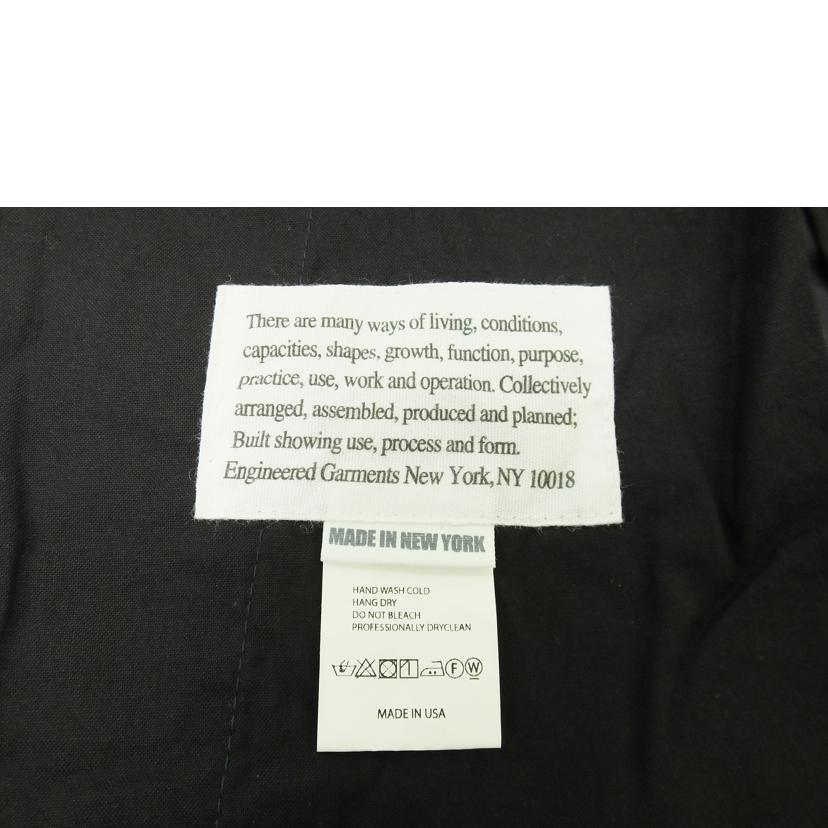 There are many ways of living, conditions,
capacities, shapes, growth, function, purpose,
practice, use, work and operation. Collectively
arranged, assembled, produced and planned;
Built showing use, process and form.
Engineered Garments New York, NY 10018
MADE IN NEW YORK
HAND WASH COLD
HANG DRY
DO NOT BLEACH
PROFESSIONALLY DRYCLEAN
F W
MADE IN USA